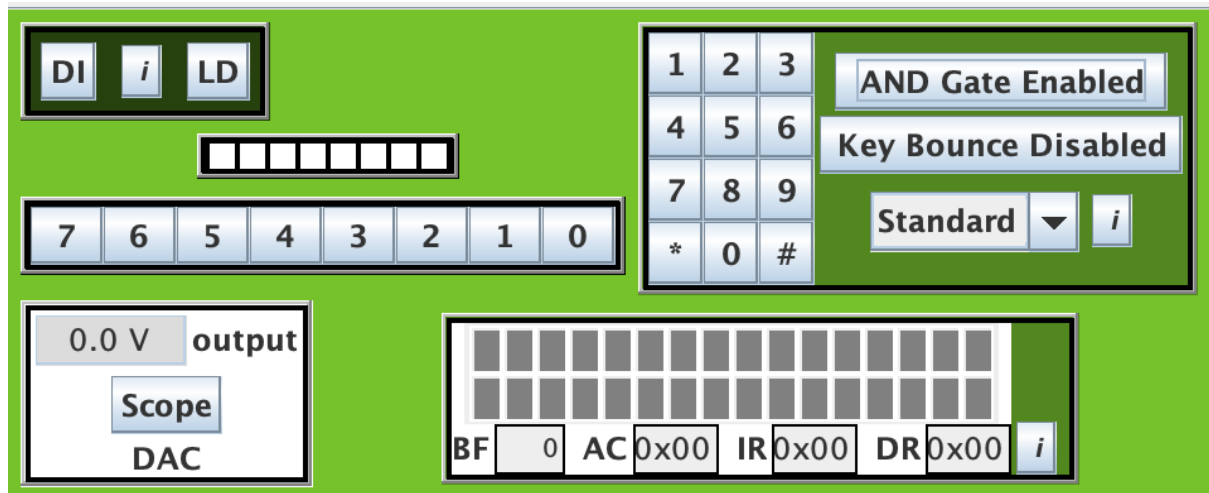 DI i LD
7 6 5 4 3 2 1 0
1 2 3
4 5 6
7 8 9
* 0 #
AND Gate Enabled
Key Bounce Disabled
Standard i
0.0 V output
Scope
DAC
BF 0 AC 0x00 IR 0x00 DR 0x00 i